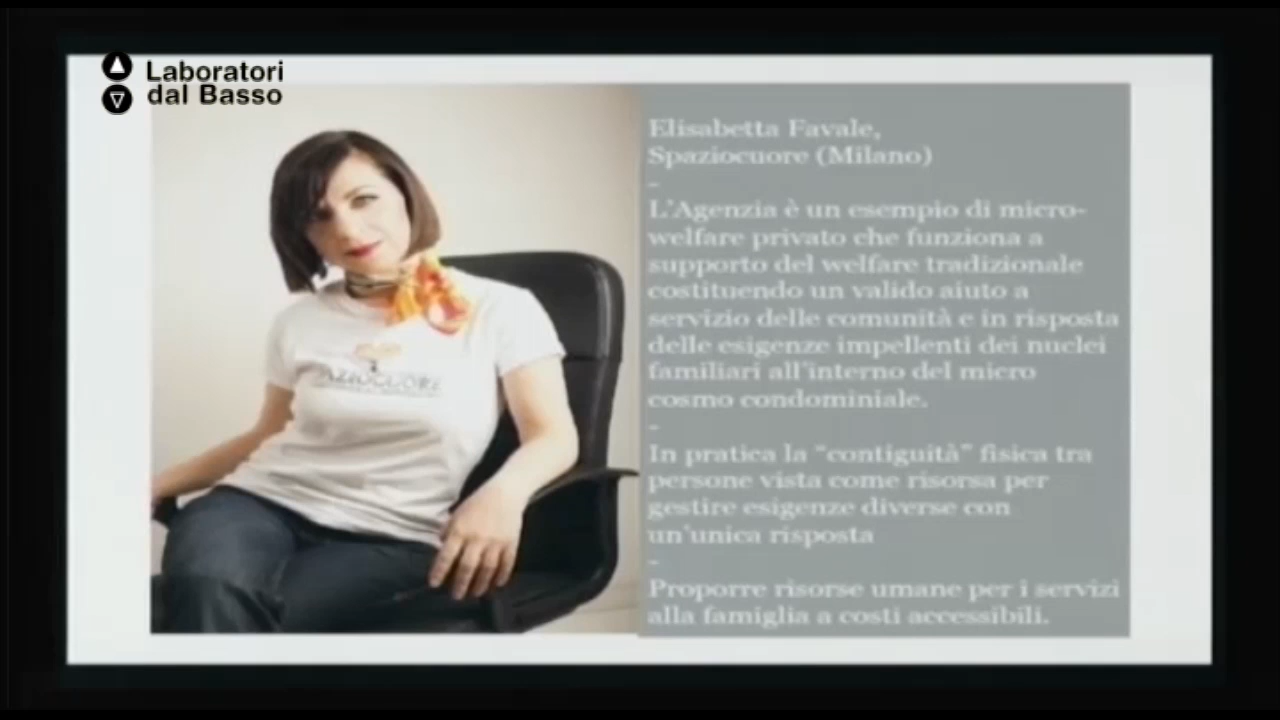 Laboratori
dal Basso
Elisabetta Favale,
Spaziocuore (Milano)
-
L'Agenzia è un esempio di micro-
welfare privato che funziona a
supporto del welfare tradizionale
costituendo un valido aiuto a
servizio delle comunità e in risposta
delle esigenze impellenti dei nuclei
familiari all'interno del micro
cosmo condominiale.
-
In pratica la “contiguità” fisica tra
persone vista come risorsa per
gestire esigenze diverse con
un'unica risposta
-
Proporre risorse umane per i servizi
alla famiglia a costi accessibili.